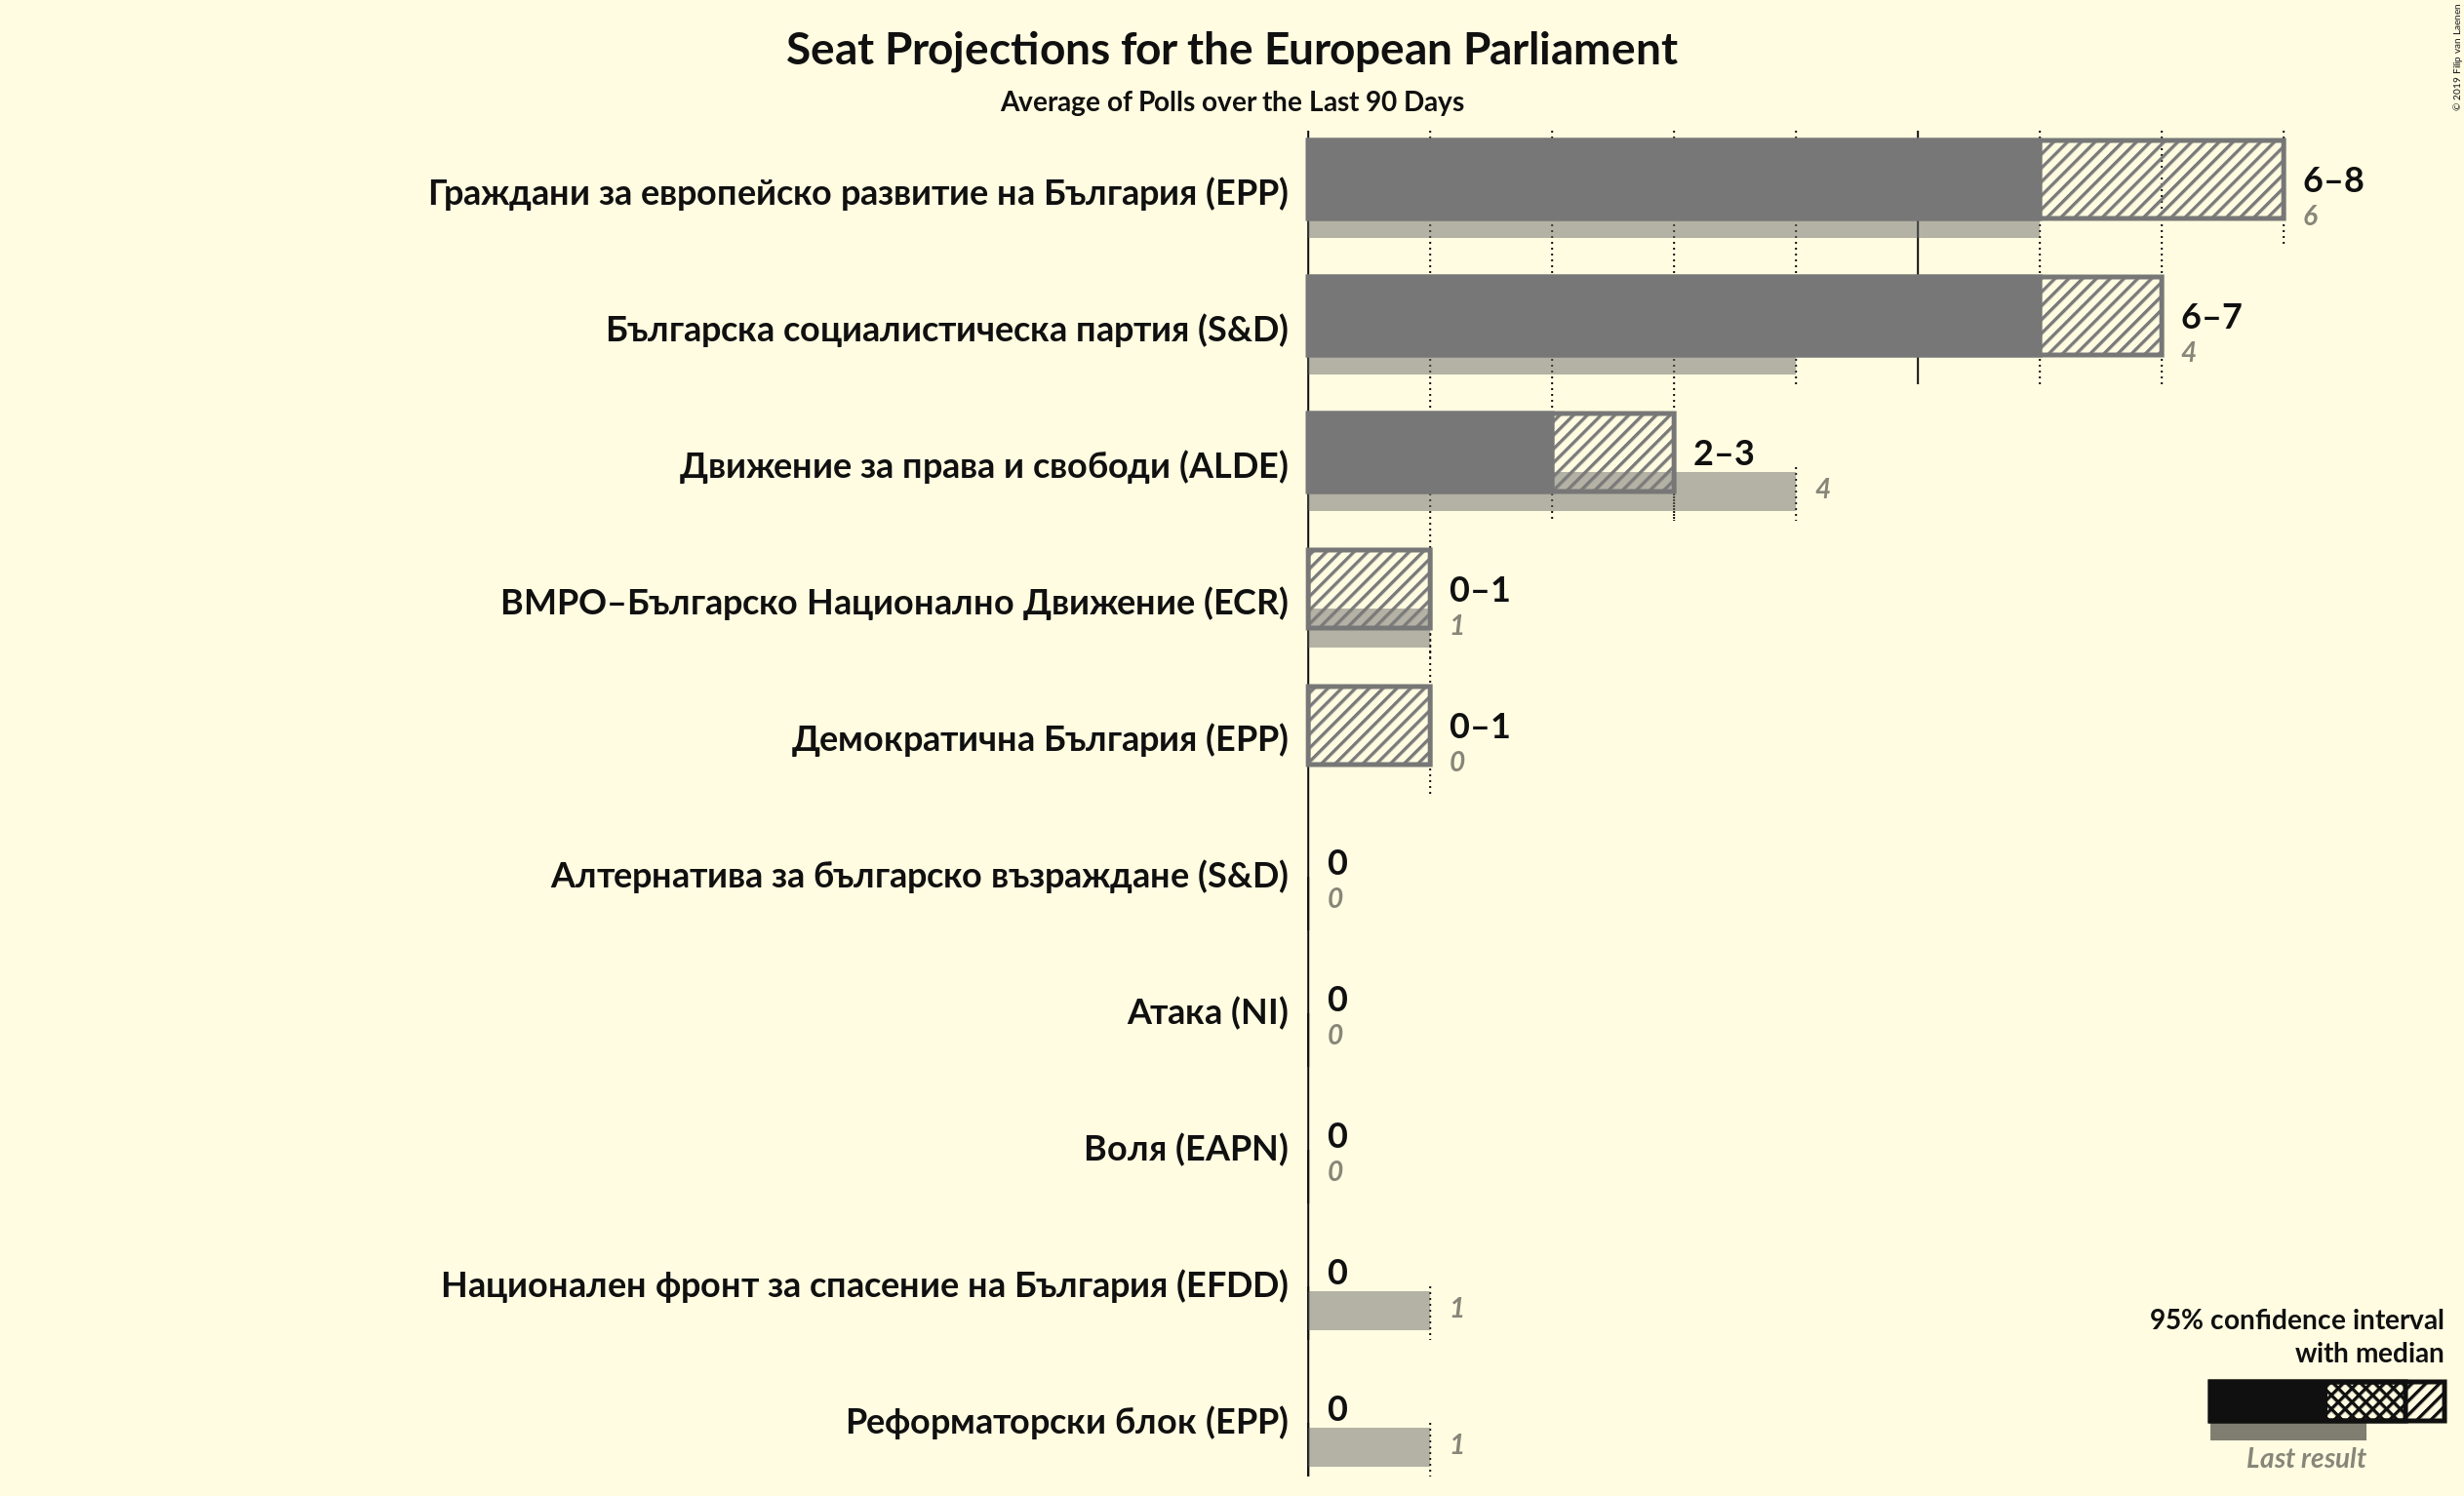 Seat Projections for the European Parliament
Average of Polls over the Last 90 Days
© 2019 Filip van Laenen
Граждани за европейско развитие на България (EPP)
6–8
6
Българска социалистическа партия (S&D)
6–7
4
Движение за права и свободи (ALDE)
2–3
4
ВМРО–Българско Национално Движение (ECR)
0–1
1
Демократична България (EPP)
0–1
0
Алтернатива за българско възраждане (S&D)
0
0
Атака (NI)
0
0
Воля (EAPN)
0
0
Национален фронт за спасение на България (EFDD)
0
1
Реформаторски блок (EPP)
0
1
95% confidence interval
with median
Last result